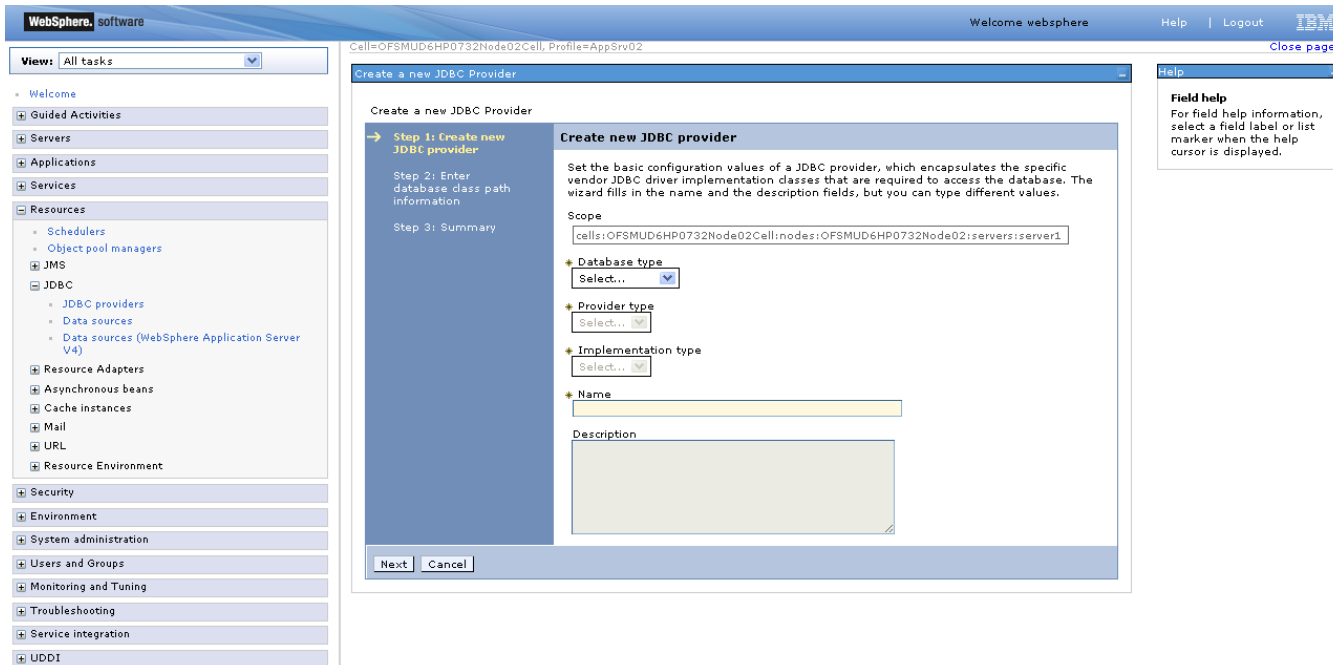 WebSphere. software
Welcome websphere
Help | Logout
IBM
View: All tasks
Welcome
Guided Activities
Servers
Applications
Services
Resources
Schedulers
Object pool managers
JMS
JDBC
JDBC providers
Data sources
Data sources (WebSphere Application Server
V4)
Resource Adapters
Asynchronous beans
Cache instances
Mail
URL
Resource Environment
Security
Environment
System administration
Users and Groups
Monitoring and Tuning
Troubleshooting
Service integration
UDDI
Cell=OFSMUD6HP0732Node02Cell, Profile=AppSrv02
Close page
Create a new JDBC Provider
Create a new JDBC Provider
Step 1: Create new
JDBC provider
Step 2: Enter
database class path
information
Step 3: Summary
Create new JDBC provider
Set the basic configuration values of a JDBC provider, which encapsulates the specific
vendor JDBC driver implementation classes that are required to access the database. The
wizard fills in the name and the description fields, but you can type different values.
Scope
cells:OFSMUD6HP0732Node02Cell:nodes:OFSMUD6HP0732Node02:servers:server1
Database type
Select...
Provider type
Select...
Implementation type
Select...
Name
Description
Next
Cancel
Help
Field help
For field help information,
select a field label or list
marker when the help
cursor is displayed.